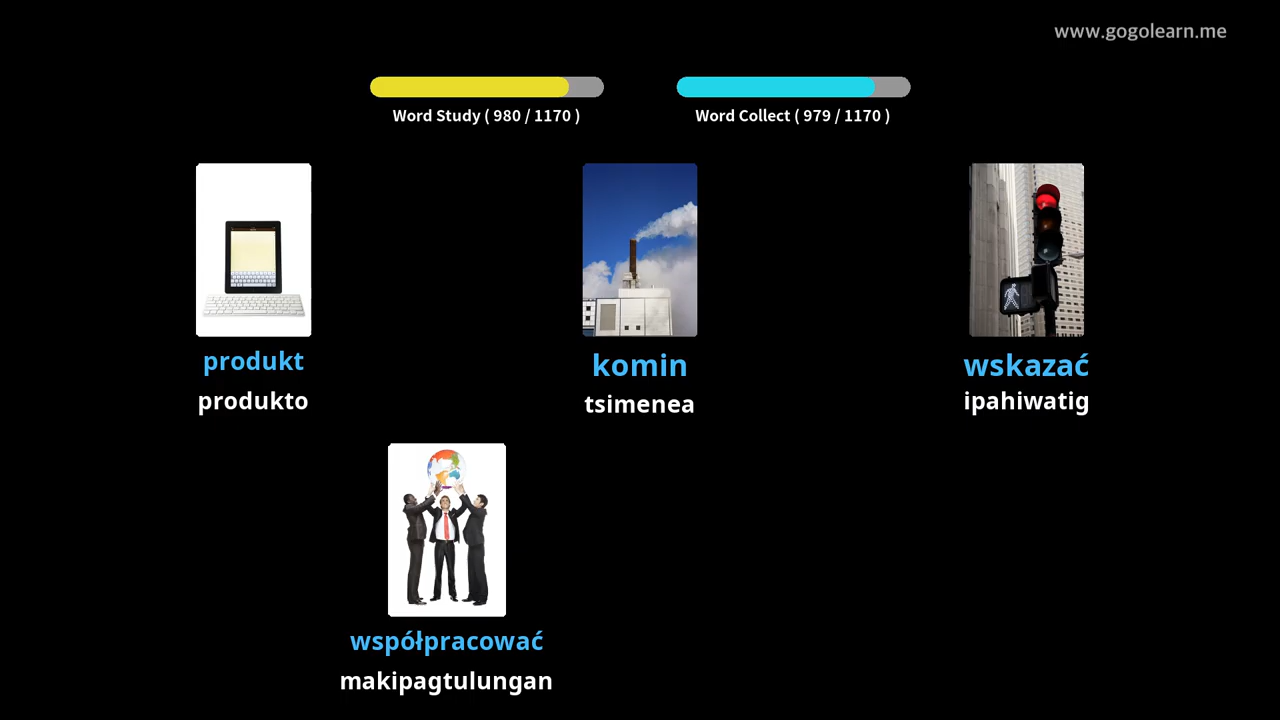 www.gogolearn.me
Word Study ( 980 / 1170 )
Word Collect ( 979 / 1170 )
produkt
produkto
komin
tsimenea
wskazać
ipahiwatig
współpracować
makipagtulungan